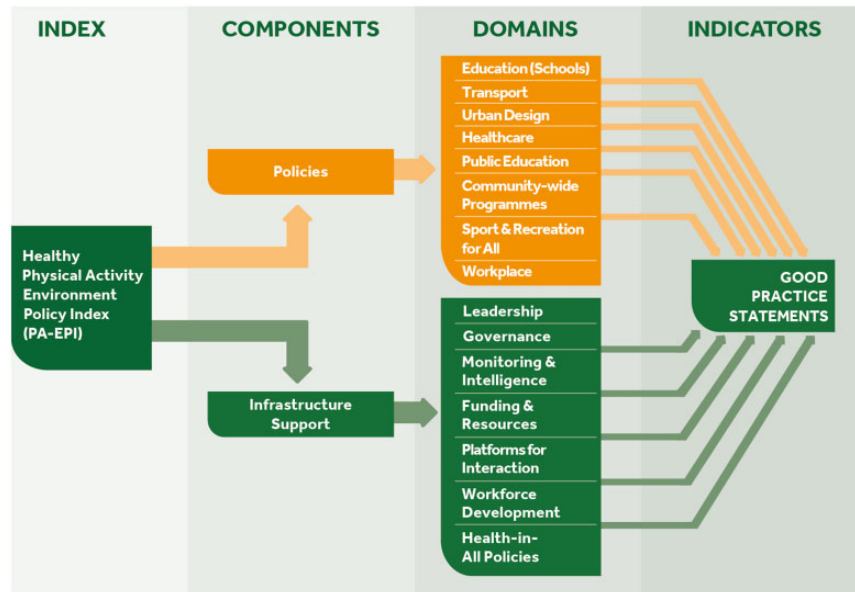 INDEX
COMPONENTS
DOMAINS
INDICATORS
Healthy
Physical Activity
Environment
Policy Index
(PA-EPI)
Policies
Infrastructure
Support
Education (Schools)
Transport
Urban Design
Healthcare
Public Education
Community-wide
Programmes
Sport & Recreation
for All
Workplace
Leadership
Governance
Monitoring &
Intelligence
Funding &
Resources
Platforms for
Interaction
Workforce
Development
Health-in-
All Policies
GOOD
PRACTICE
STATEMENTS